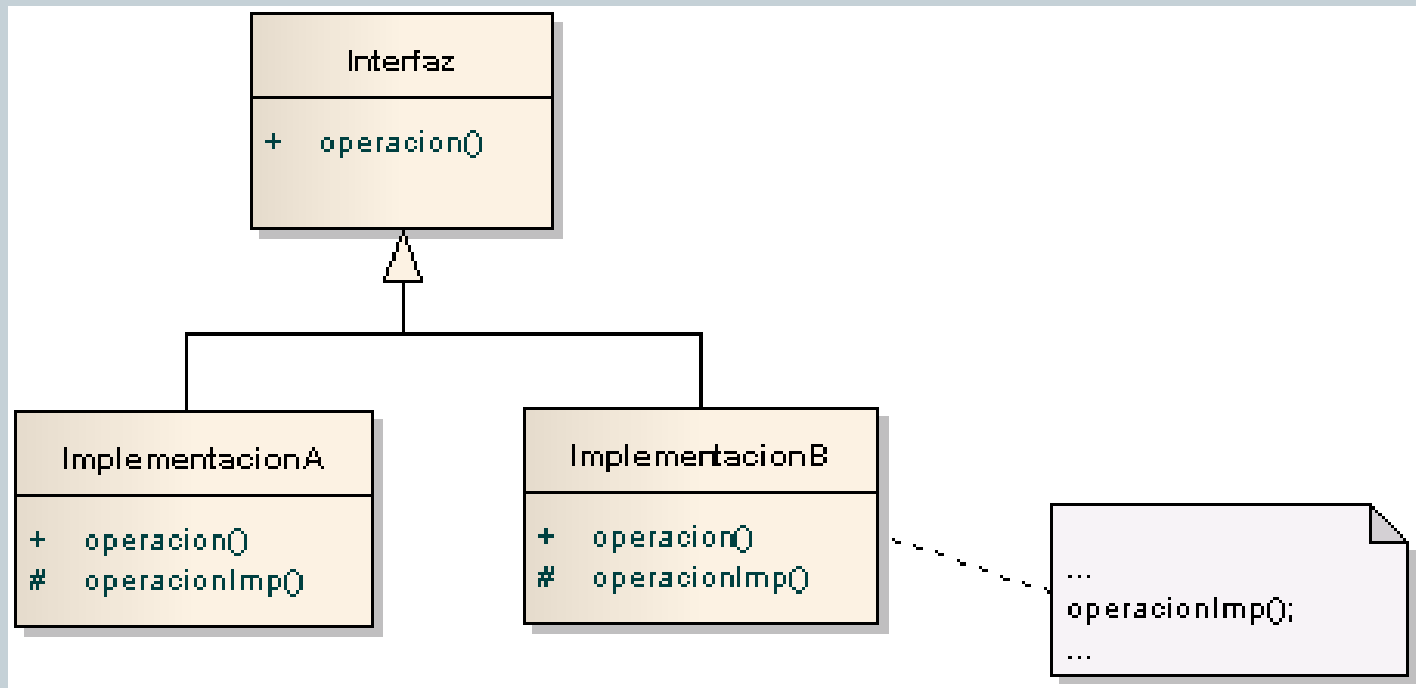 Interfaz
+ operacion()
ImplementacionA
+ operacion()
# operacionImp()
ImplementacionB
+ operacion()
# operacionImp()
...
operacionImp();
...